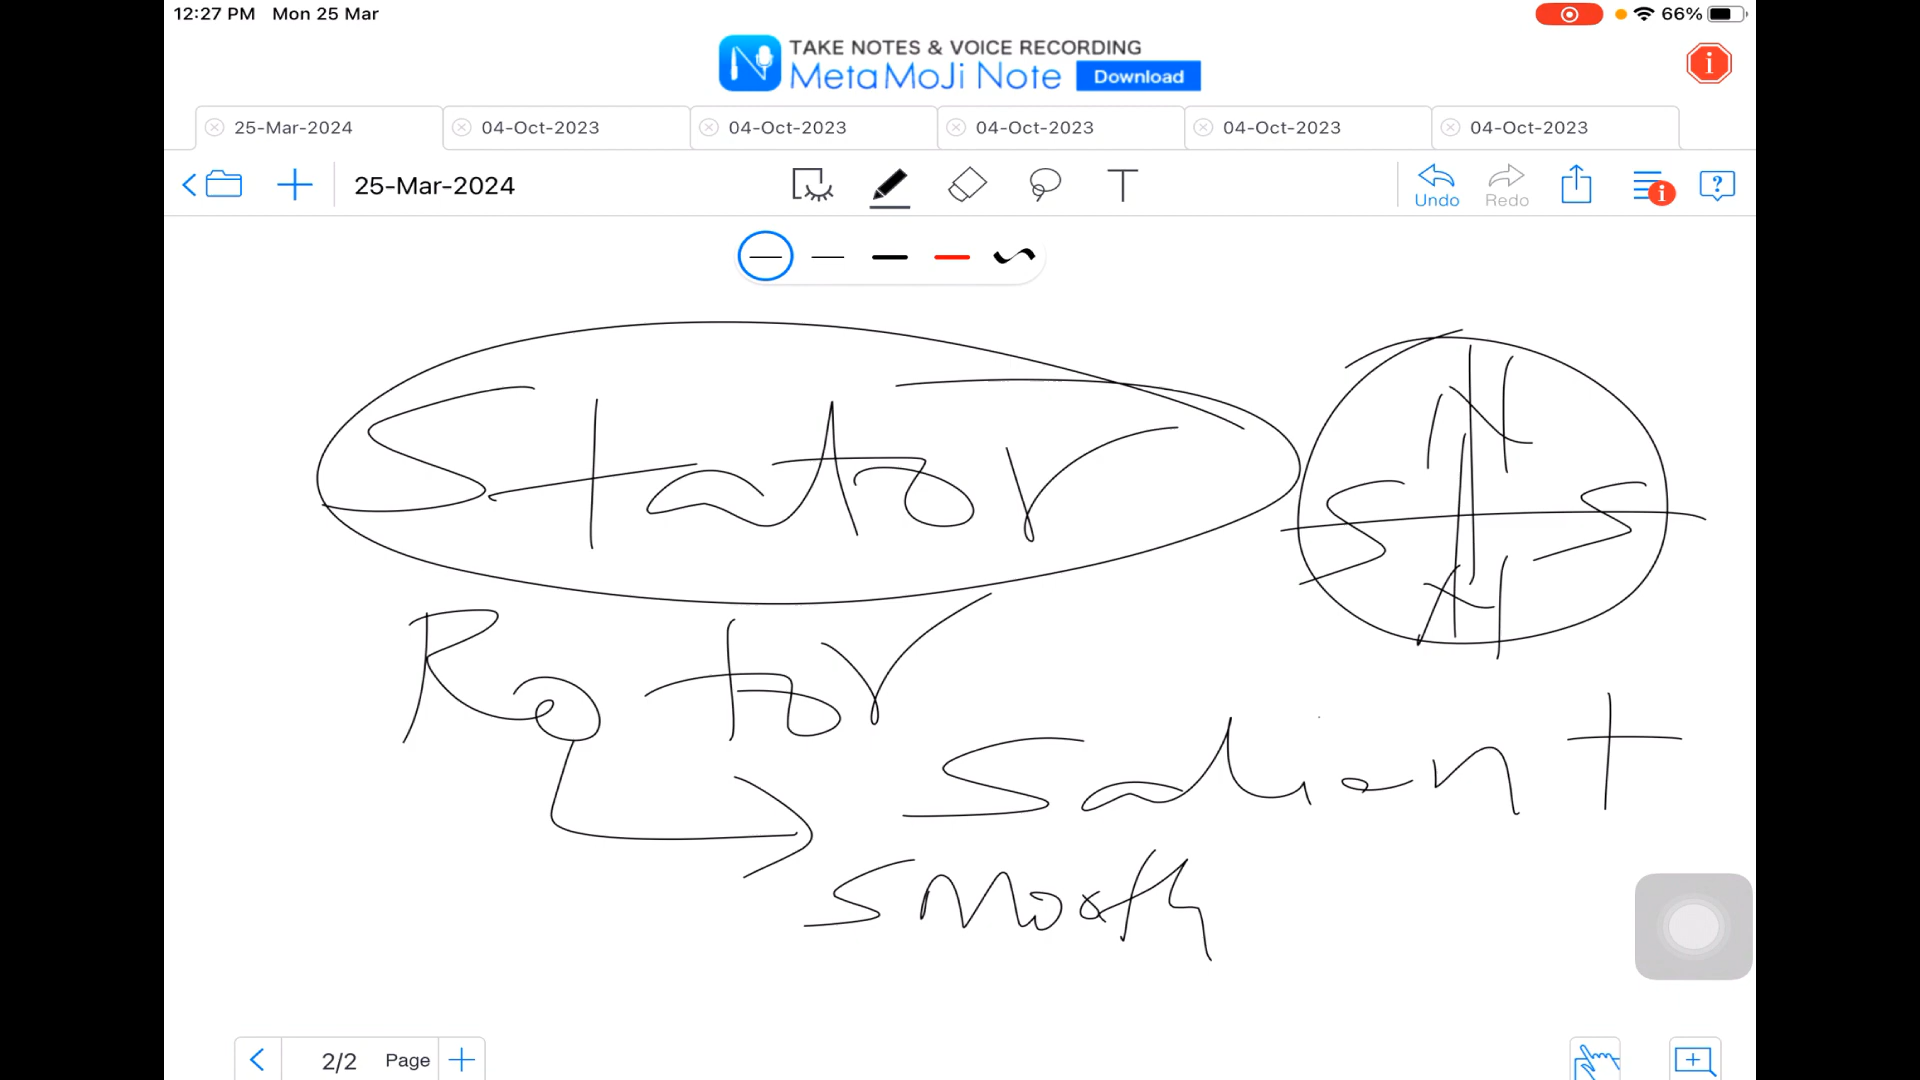 12:27 PM Mon 25 Mar 66%
TAKE NOTES & VOICE RECORDING
MetaMoJi Note Download
25-Mar-2024 04-Oct-2023 04-Oct-2023 04-Oct-2023 04-Oct-2023 04-Oct-2023
25-Mar-2024 T Undo Redo
Stator
N
S S
N
Rotor
Salient
Smooth
2/2 Page